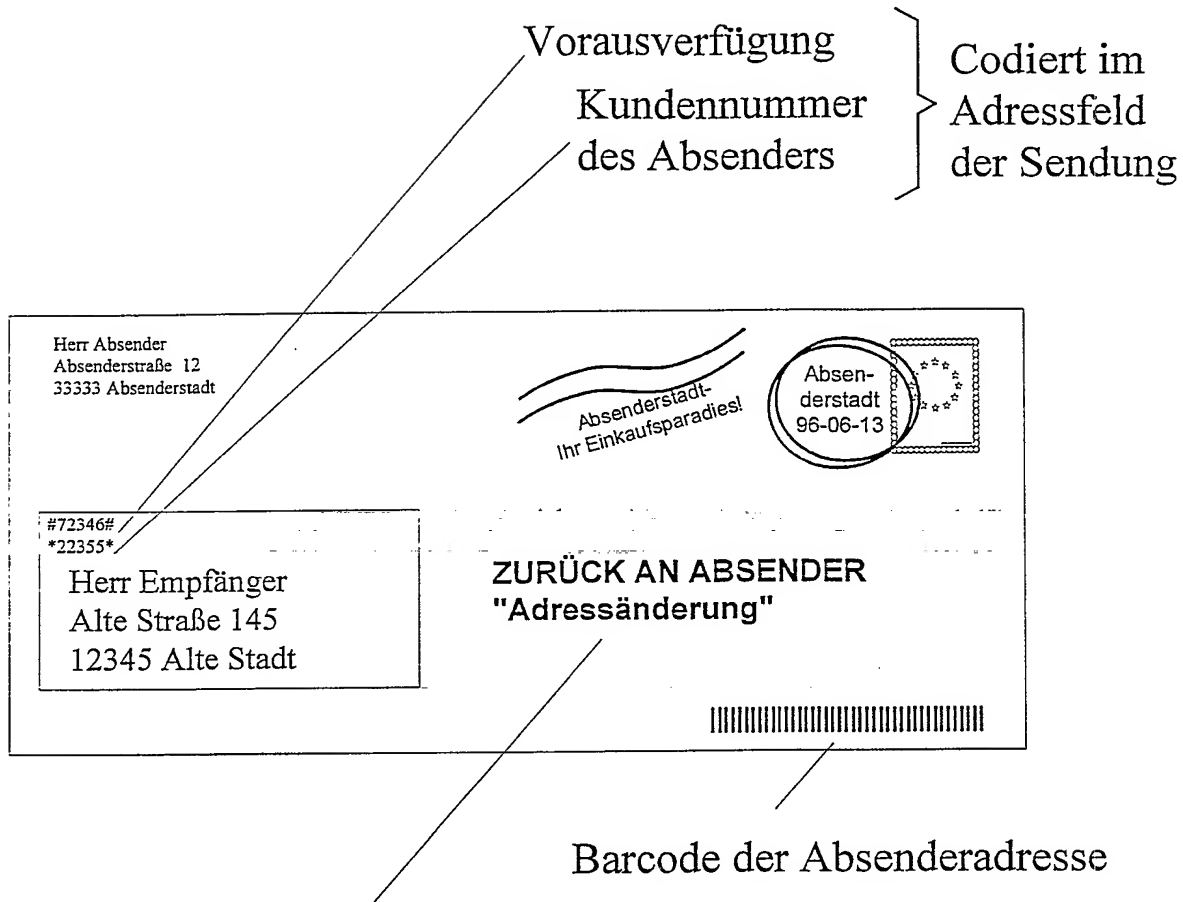 Vorausverfügung
Kundennummer
des Absenders
Codiert im
Adressfeld
der Sendung
Herr Absender
Absenderstraße 12
33333 Absenderstadt
Absenderstadt-
Ihr Einkaufsparadies!
Absen-
derstadt
96-06-13
#72346#
*22355*
Herr Empfänger
Alte Straße 145
12345 Alte Stadt
ZURÜCK AN ABSENDER
"Adressänderung"
Barcode der Absenderadresse